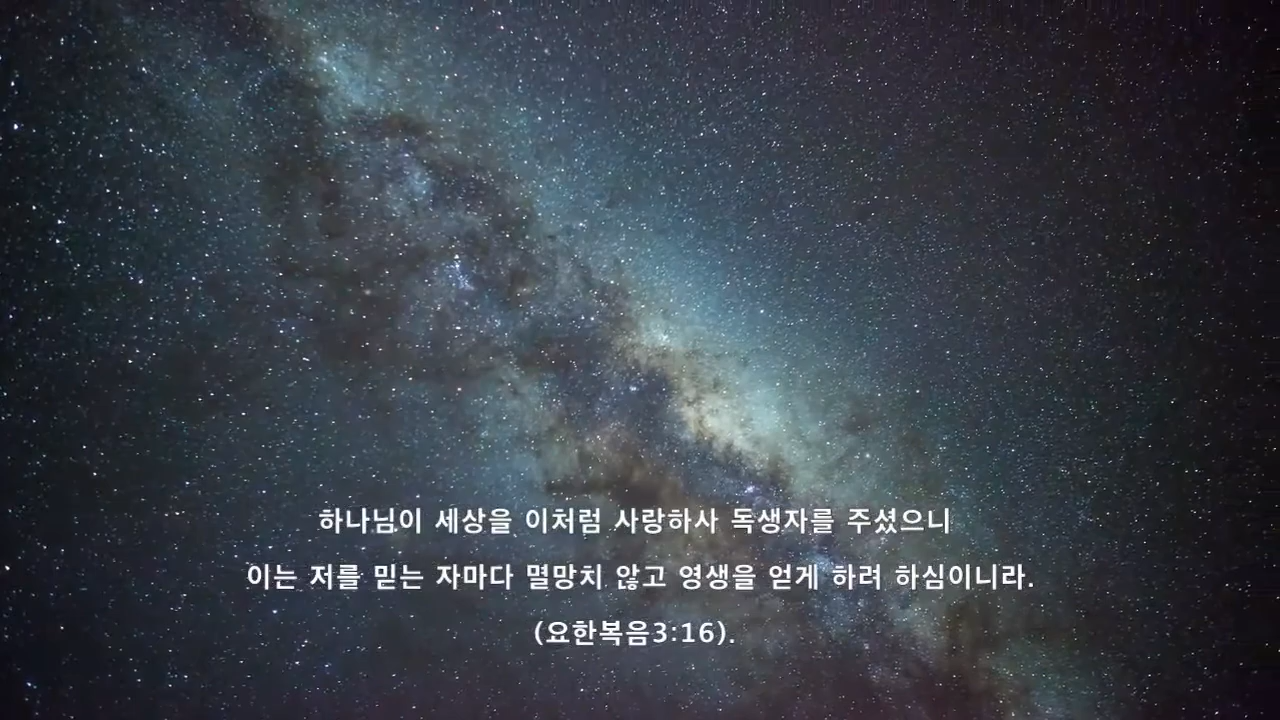 하나님이 세상을 이처럼 사랑하사 독생자를 주셨으니
이는 저를 믿는 자마다 멸망치 않고 영생을 얻게 하려 하심이니라.
(요한복음3:16).